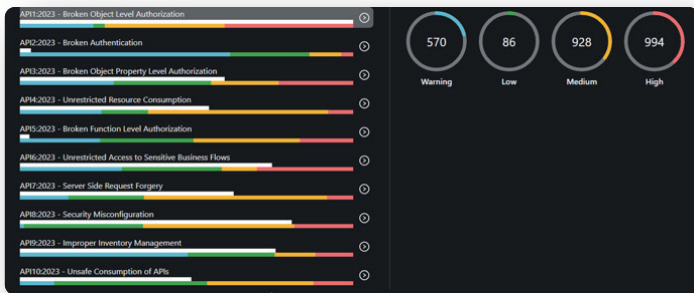 API1:2023 - Broken Object Level Authorization
API2:2023 - Broken Authentication
API3:2023 - Broken Object Property Level Authorization
API4:2023 - Unrestricted Resource Consumption
API5:2023 - Broken Function Level Authorization
API6:2023 - Unrestricted Access to Sensitive Business Flows
API7:2023 - Server Side Request Forgery
API8:2023 - Security Misconfiguration
API9:2023 - Improper Inventory Management
API10:2023 - Unsafe Consumption of APIs
570
86
928
994
Warning
Low
Medium
High